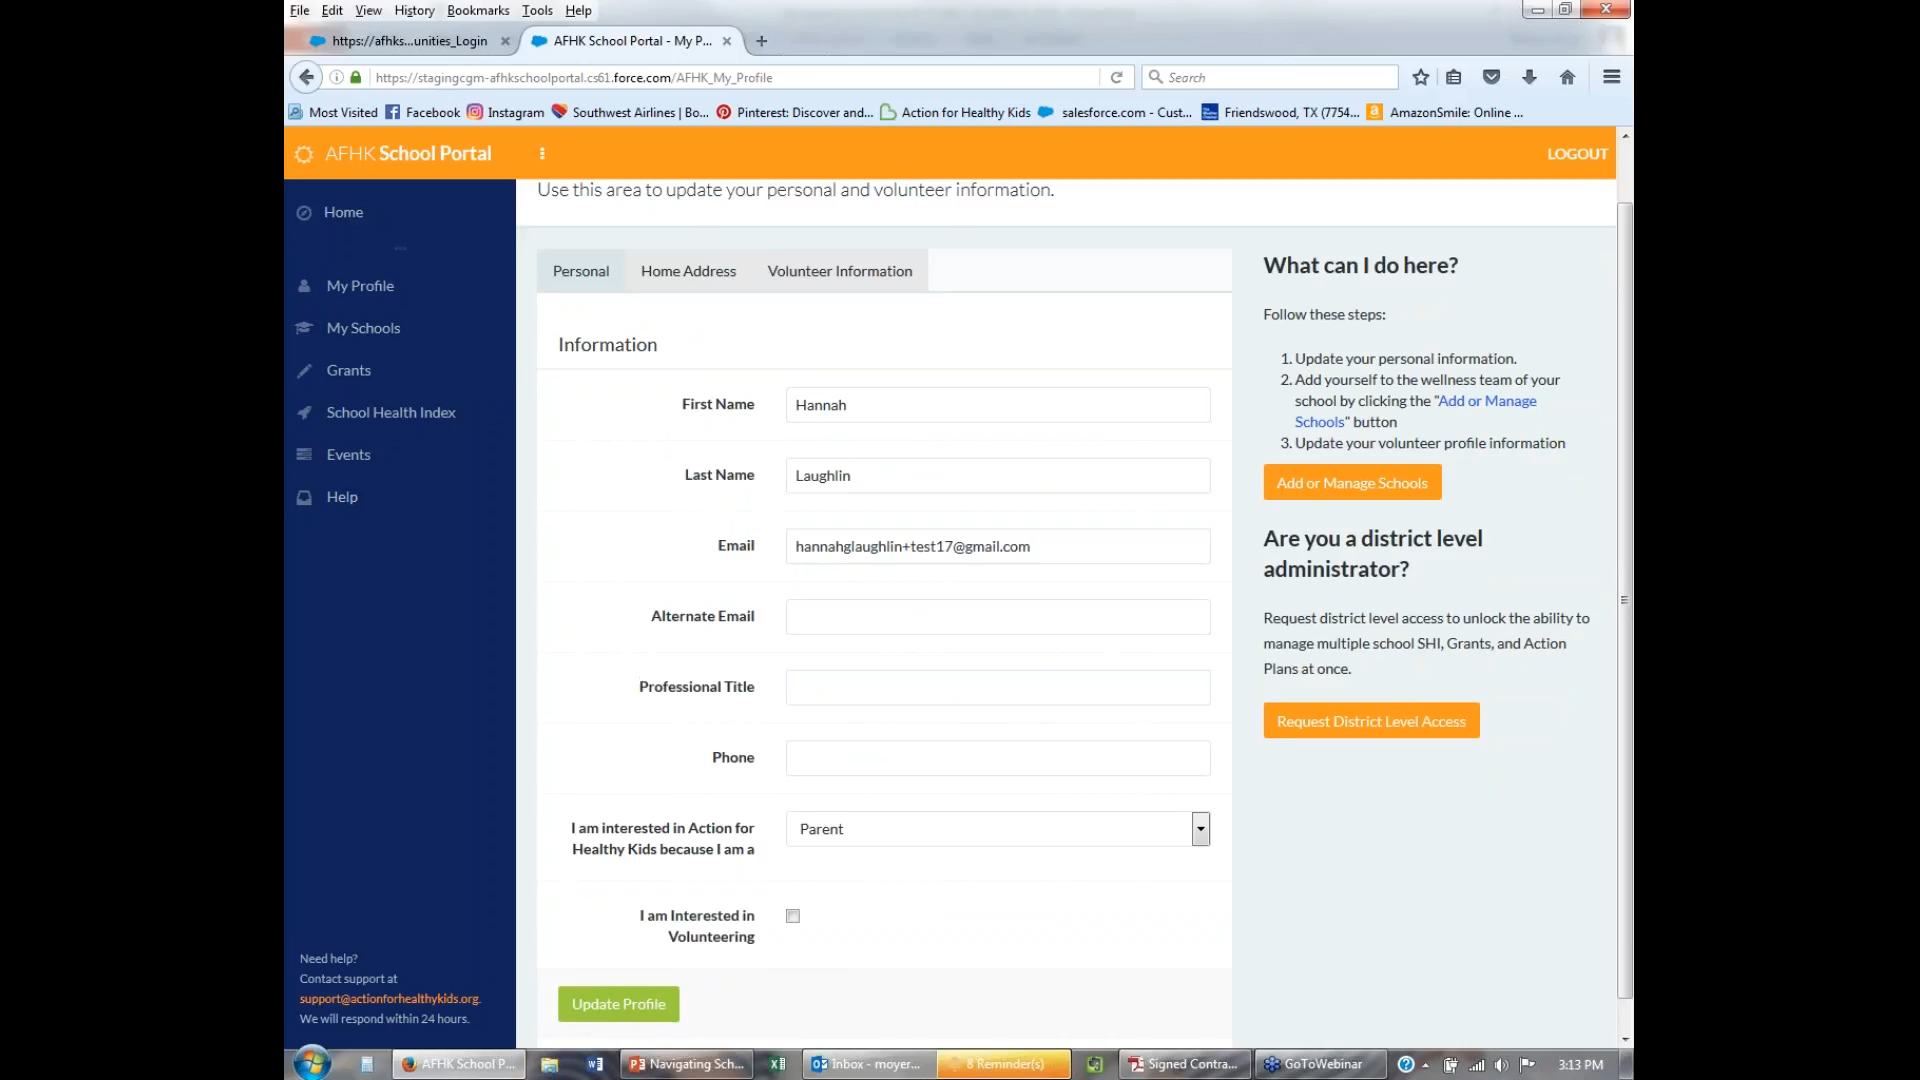 File Edit View History Bookmarks Tools Help
https://afhks...unities_Login
AFHK School Portal - My P...
https://stagingcgm-afhkschoolportal.cs61.force.com/AFHK_My_Profile
Search
Most Visited
Facebook
Instagram
Southwest Airlines | Bo...
Pinterest: Discover and...
Action for Healthy Kids
salesforce.com - Cust...
Friendswood, TX (7754...
AmazonSmile: Online ...
AFHK School Portal
LOGOUT
Use this area to update your personal and volunteer information.
Home
My Profile
My Schools
Grants
School Health Index
Events
Help
Need help?
Contact support at
support@actionforhealthykids.org.
We will respond within 24 hours.
Personal
Home Address
Volunteer Information
Information
First Name
Hannah
Last Name
Laughlin
Email
hannahglaughlin+test17@gmail.com
Alternate Email
Professional Title
Phone
I am interested in Action for
Healthy Kids because I am a
Parent
I am Interested in
Volunteering
Update Profile
What can I do here?
Follow these steps:
1. Update your personal information.
2. Add yourself to the wellness team of your
school by clicking the "Add or Manage
Schools" button
3. Update your volunteer profile information
Add or Manage Schools
Are you a district level
administrator?
Request district level access to unlock the ability to
manage multiple school SHI, Grants, and Action
Plans at once.
Request District Level Access
AFHK School P...
Navigating Sch...
Inbox - moyer...
8 Reminder(s)
Signed Contra...
GoToWebinar
3:13 PM